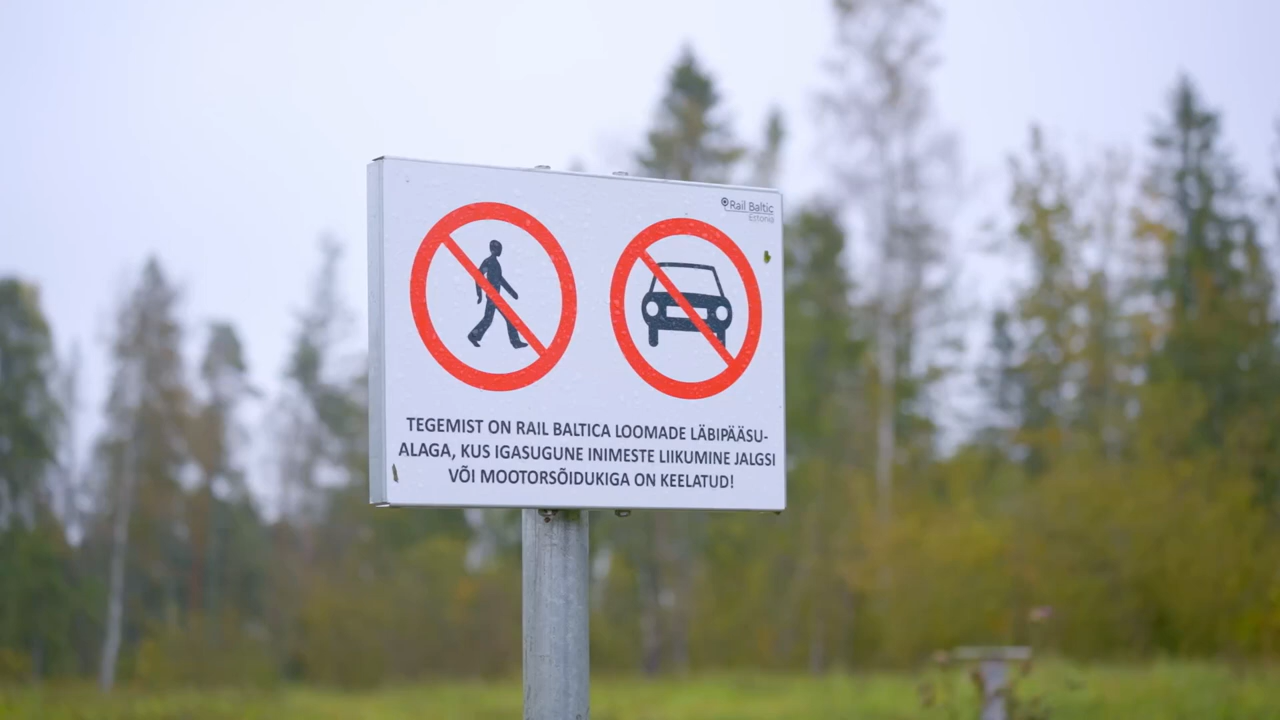 Rail Baltic
Estonia
TEGEMIST ON RAIL BALTICA LOOMADE LÄBIPÄÄSU-
ALAGA, KUS IGASUGUNE INIMESTE LIIKUMINE JALGSI
VÕI MOOTORSÕIDUKIGA ON KEELATUD!